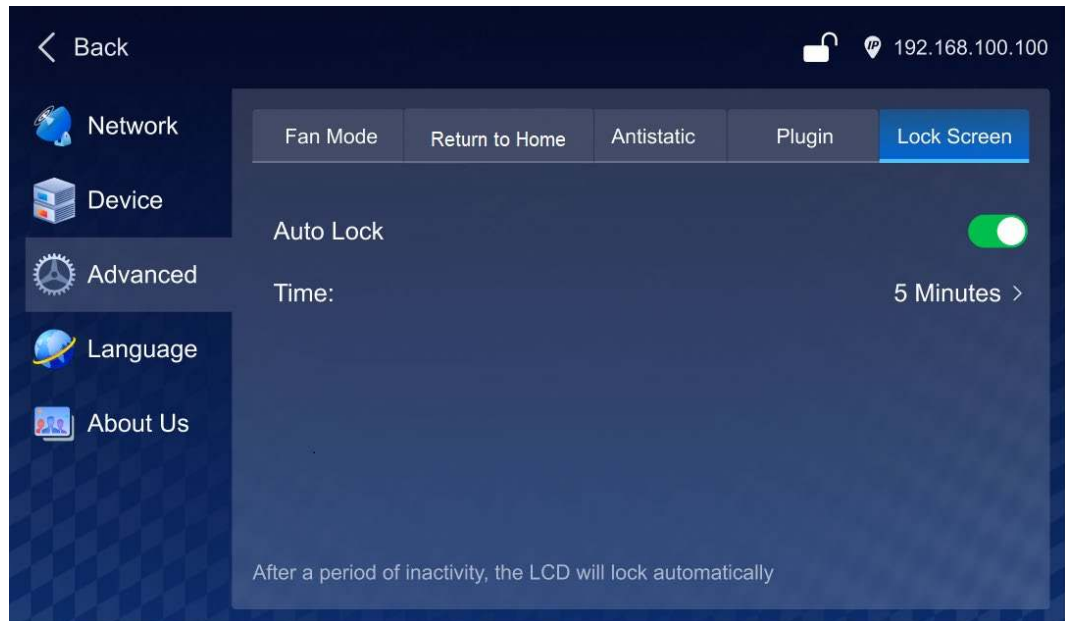 Back
IP 192.168.100.100
Network
Device
Advanced
Language
About Us
Fan Mode Return to Home Antistatic Plugin Lock Screen
Auto Lock
Time: 5 Minutes >
After a period of inactivity, the LCD will lock automatically